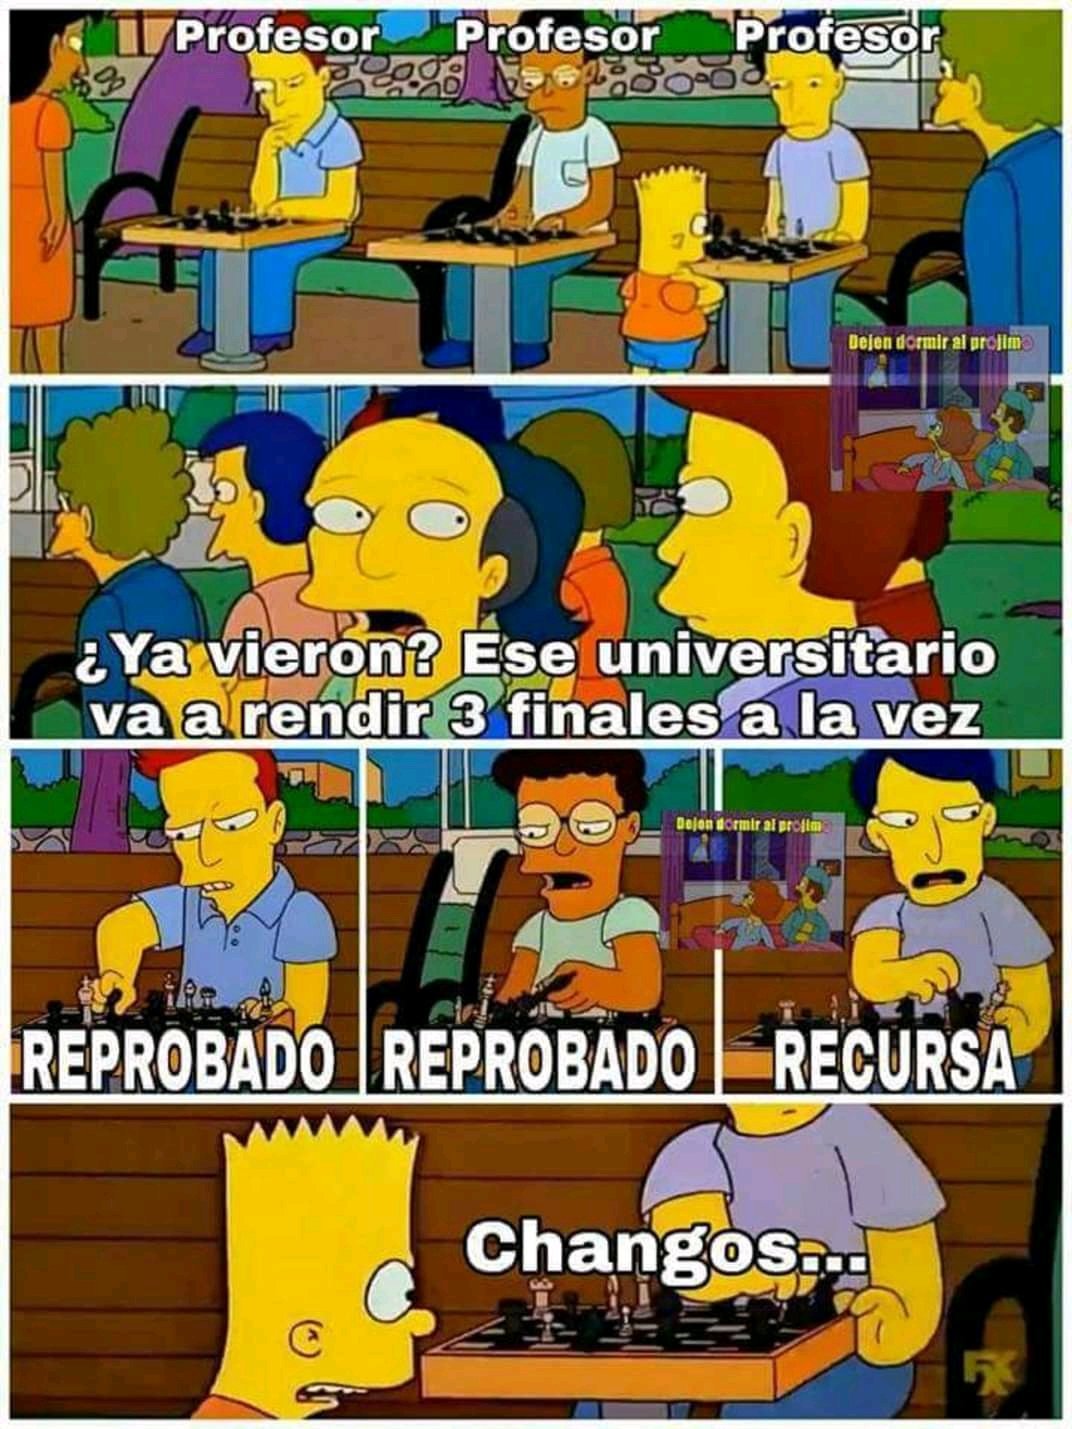 Profesor Profesor Profesor
Dejen dormir al projimo
¿Ya vieron? Ese universitario
va a rendir 3 finales a la vez
Dejen dormir al projimo
REPROBADO REPROBADO RECURSA
Changos...
FX